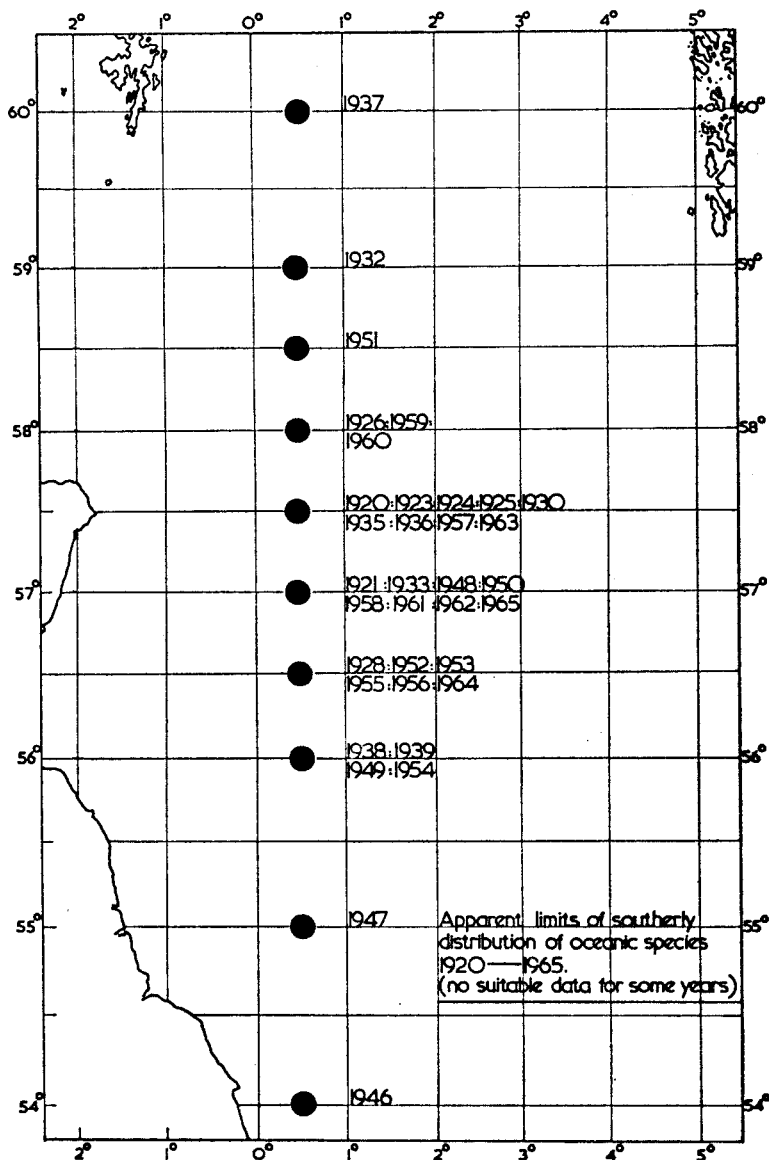 2° 1° 0° 1° 2° 3° 4° 5°
60° 1937 60°
59° 1932 59°
1951
58° 1926:1959: 58°
1960
1920:1923:1924:1925:1930
1935:1936:1957:1963
57° 1921:1933:1948:1950 57°
1958:1961:1962:1965
1928:1952:1953
1955:1956:1964
56° 1938:1939 56°
1949:1954
55° 1947 55°
Apparent limits of southerly
distribution of oceanic species
1920—1965.
(no suitable data for some years)
54° 1946 54°
2° 1° 0° 1° 2° 3° 4° 5°